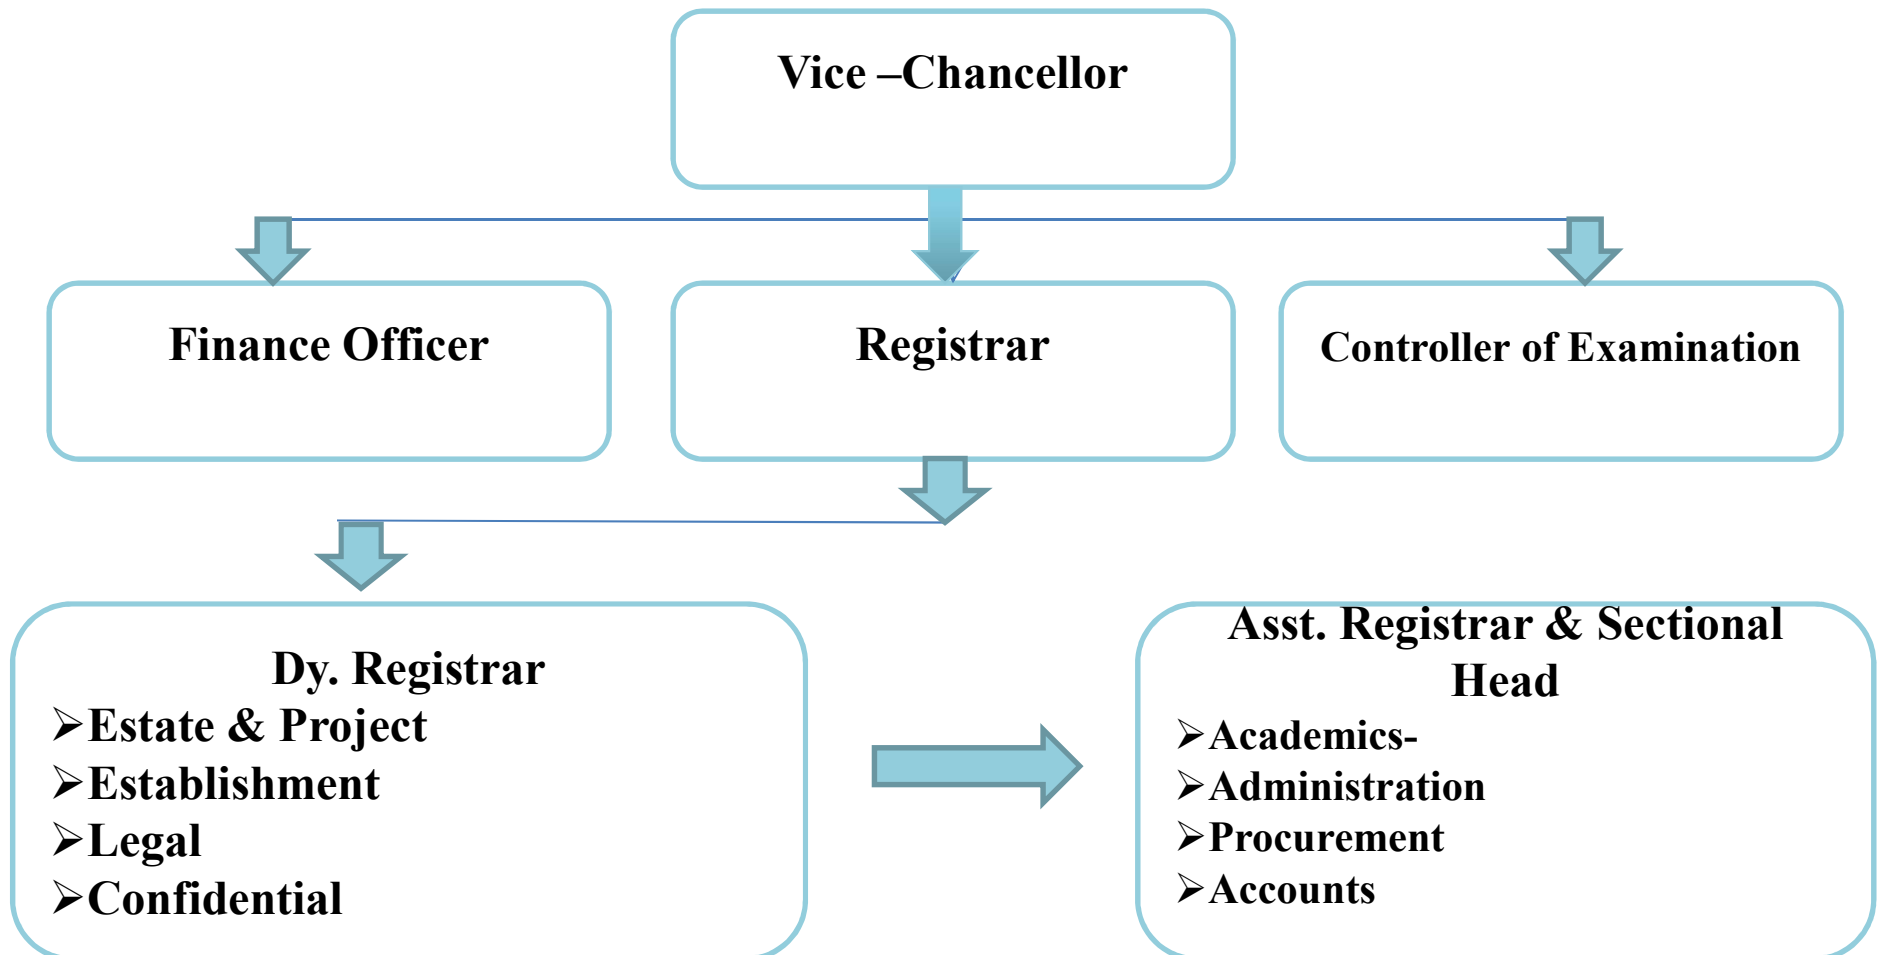 Vice –Chancellor
Finance Officer
Registrar
Controller of Examination
Dy. Registrar
➢Estate & Project
➢Establishment
➢Legal
➢Confidential
Asst. Registrar & Sectional
Head
➢Academics-
➢Administration
➢Procurement
➢Accounts